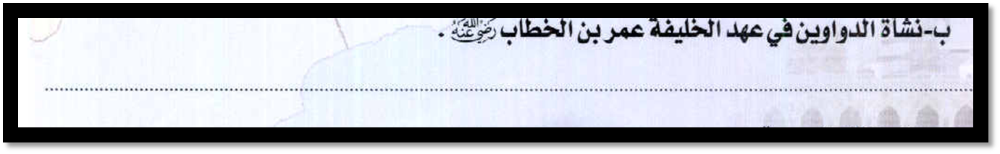 ب-نشأة الدواوين في عهد الخليفة عمر بن الخطاب رضي الله عنه .